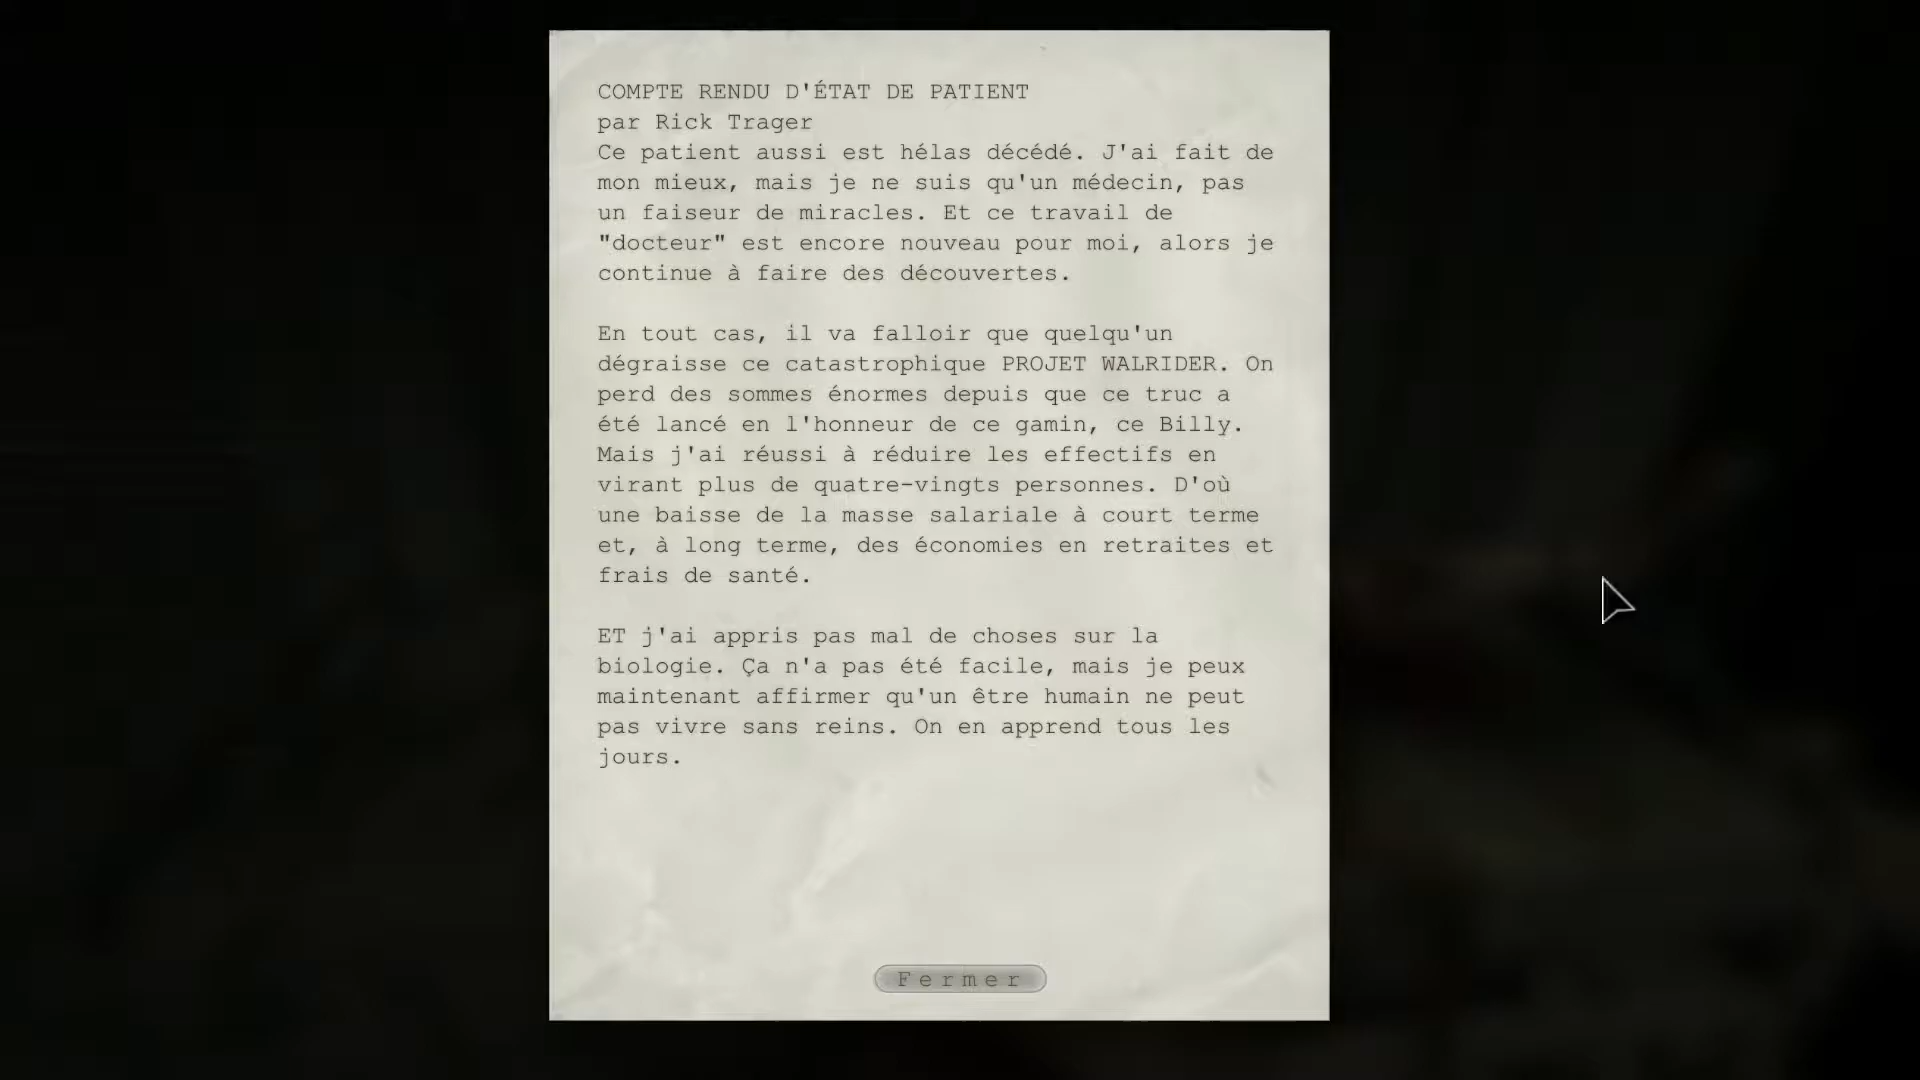 COMPTE RENDU D'ÉTAT DE PATIENT
par Rick Trager
Ce patient aussi est hélas décédé. J'ai fait de
mon mieux, mais je ne suis qu'un médecin, pas
un faiseur de miracles. Et ce travail de
"docteur" est encore nouveau pour moi, alors je
continue à faire des découvertes.

En tout cas, il va falloir que quelqu'un
dégraisse ce catastrophique PROJET WALRIDER. On
perd des sommes énormes depuis que ce truc a
été lancé en l'honneur de ce gamin, ce Billy.
Mais j'ai réussi à réduire les effectifs en
virant plus de quatre-vingts personnes. D'où
une baisse de la masse salariale à court terme
et, à long terme, des économies en retraites et
frais de santé.

ET j'ai appris pas mal de choses sur la
biologie. Ça n'a pas été facile, mais je peux
maintenant affirmer qu'un être humain ne peut
pas vivre sans reins. On en apprend tous les
jours.

Fermer